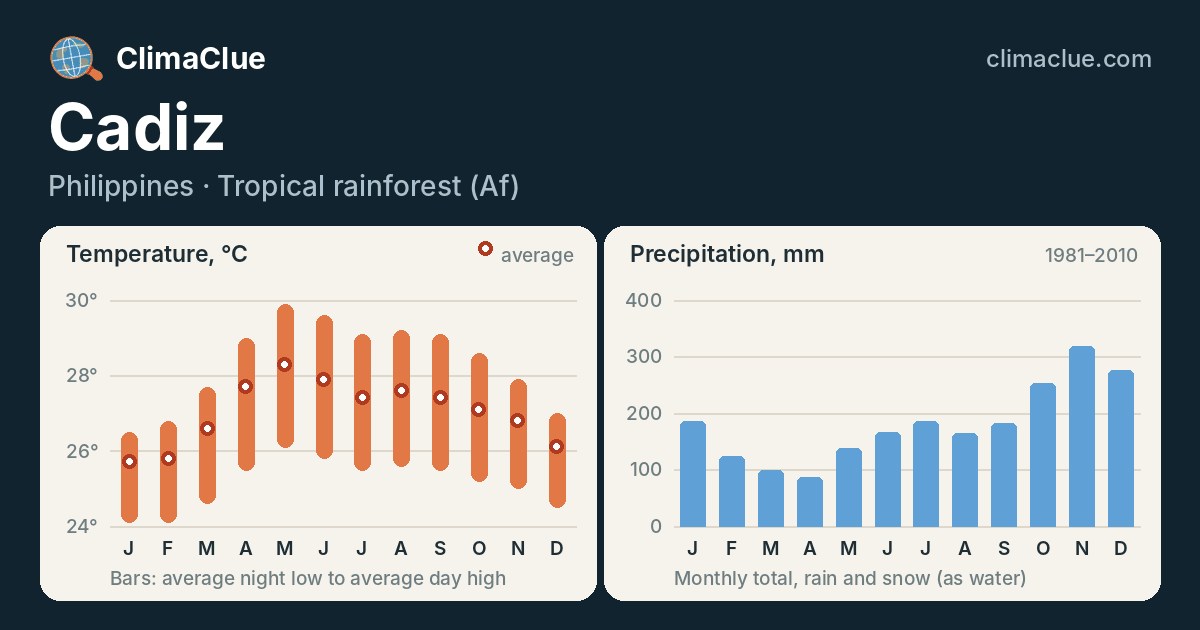 ClimaClue
climaclue.com
Cadiz
Philippines · Tropical rainforest (Af)
Temperature, °C
average
30°
28°
26°
24°
J F M A M J J A S O N D
Bars: average night low to average day high
Precipitation, mm
1981–2010
400
300
200
100
0
J F M A M J J A S O N D
Monthly total, rain and snow (as water)